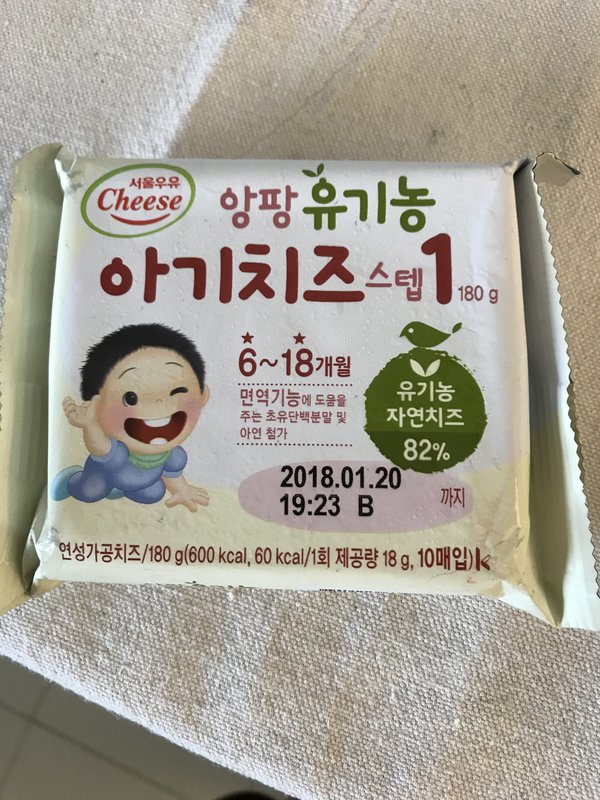 서울우유
Cheese
앙팡 유기농
아기치즈 스텝1 180 g
6~18개월
면역기능에 도움을
주는 초유단백분말 및
아연 첨가
유기농
자연치즈
82%
2018.01.20
19:23 B
까지
연성가공치즈/180 g(600 kcal, 60 kcal/1회 제공량 18 g, 10매입)